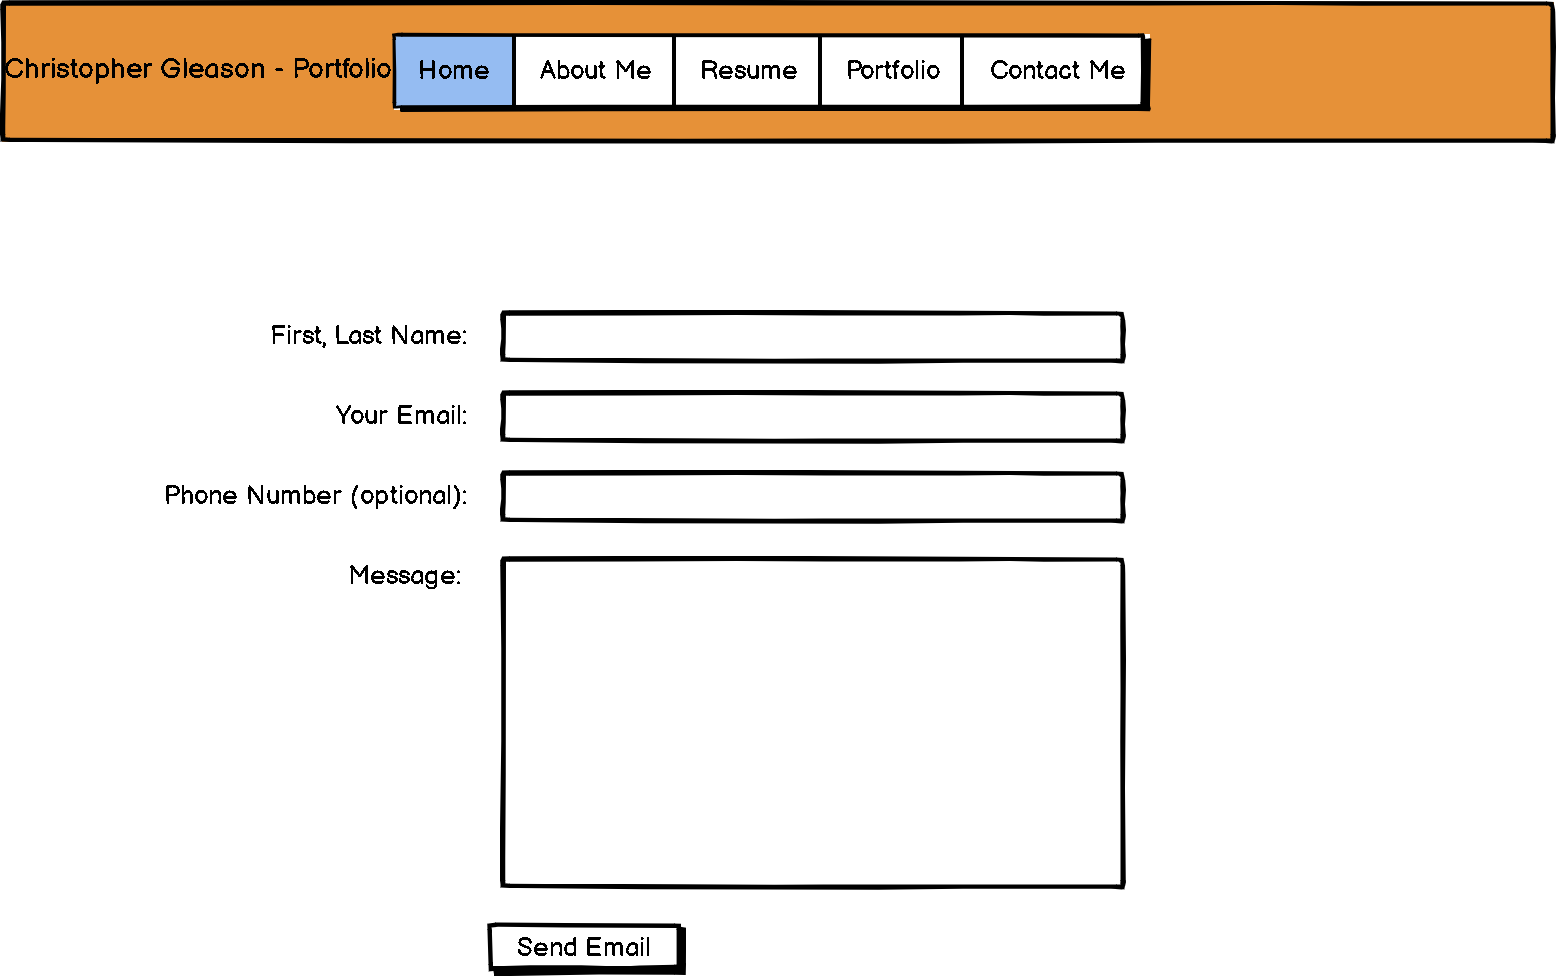 Christopher Gleason - Portfolio Home About Me Resume Portfolio Contact Me
First, Last Name:
Your Email:
Phone Number (optional):
Message:
Send Email